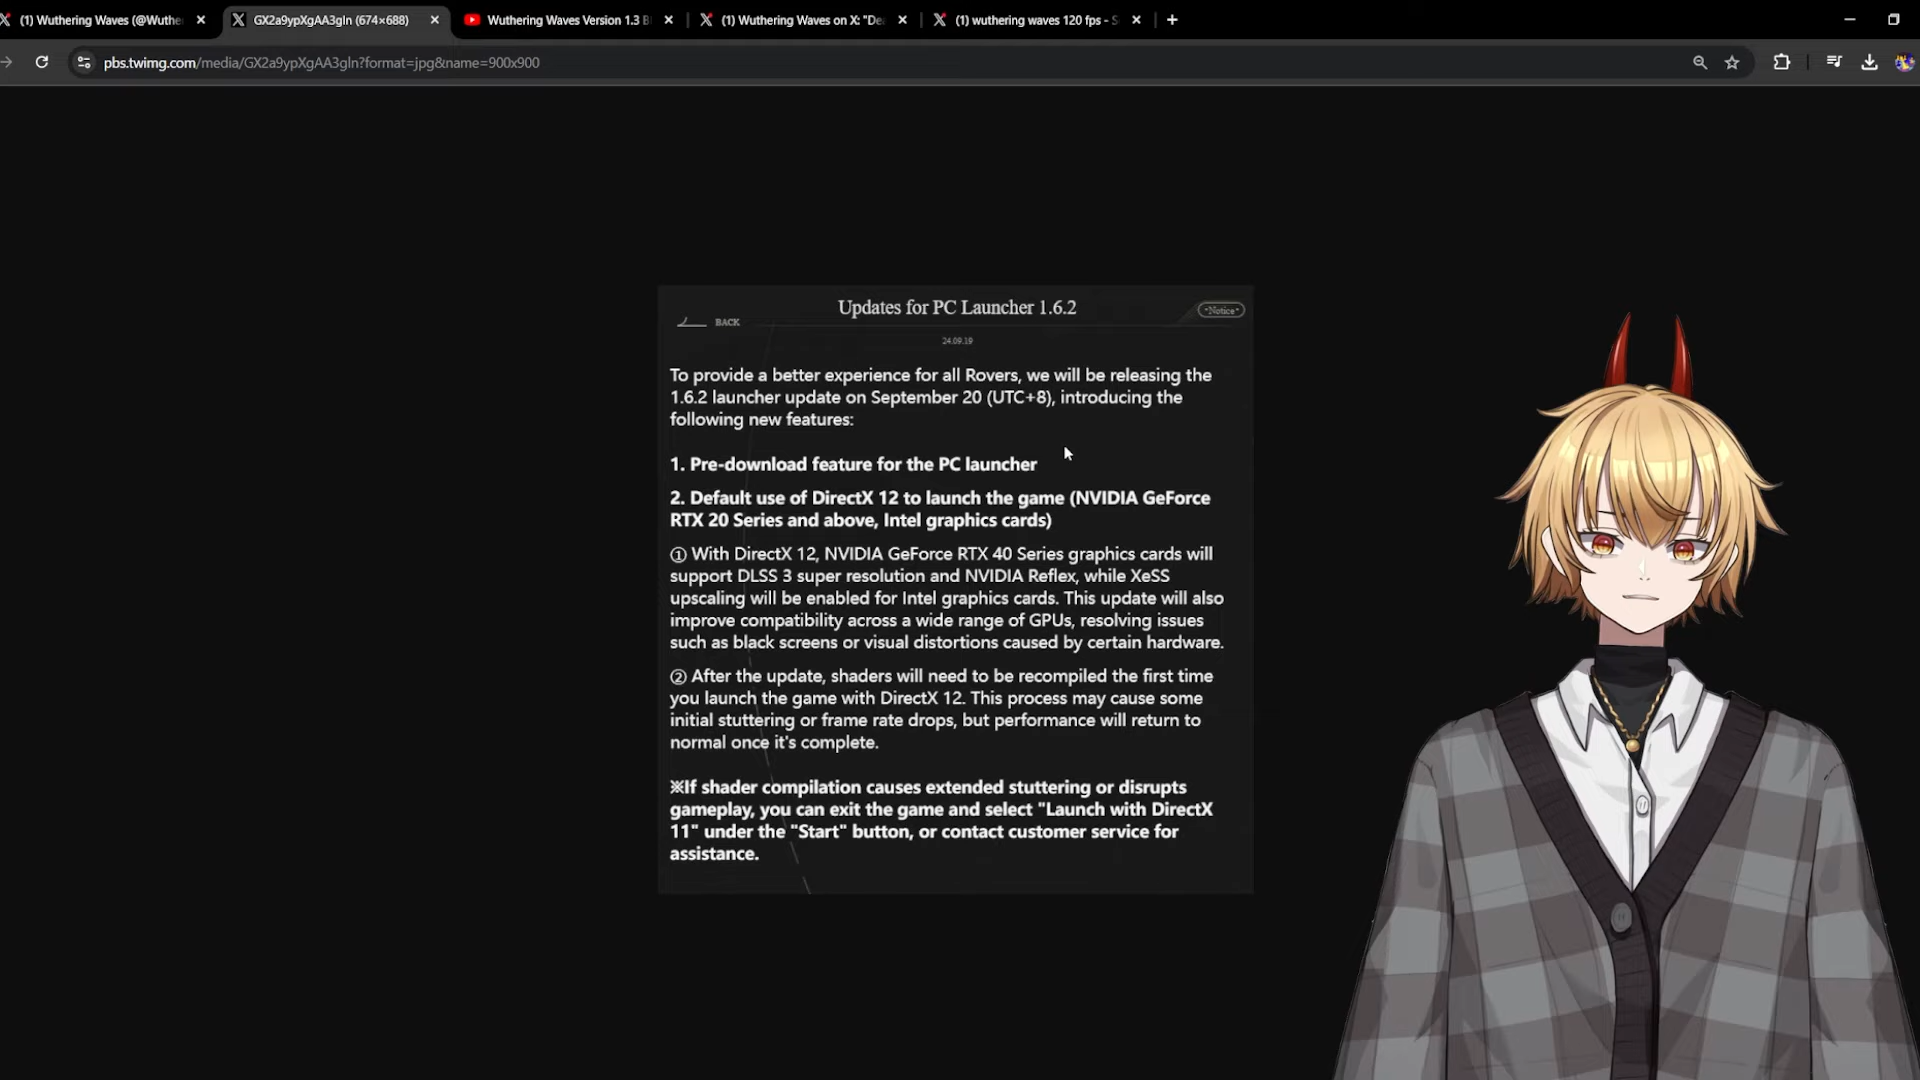 (1) Wuthering Waves (@Wuthe
GX2a9ypXgAA3gln (674×688)
Wuthering Waves Version 1.3
(1) Wuthering Waves on X: "De
(1) wuthering waves 120 fps - S
pbs.twimg.com/media/GX2a9ypXgAA3gln?format=jpg&name=900x900
Updates for PC Launcher 1.6.2
BACK
·Notice·
24.09.19
To provide a better experience for all Rovers, we will be releasing the
1.6.2 launcher update on September 20 (UTC+8), introducing the
following new features:
1. Pre-download feature for the PC launcher
2. Default use of DirectX 12 to launch the game (NVIDIA GeForce
RTX 20 Series and above, Intel graphics cards)
① With DirectX 12, NVIDIA GeForce RTX 40 Series graphics cards will
support DLSS 3 super resolution and NVIDIA Reflex, while XeSS
upscaling will be enabled for Intel graphics cards. This update will also
improve compatibility across a wide range of GPUs, resolving issues
such as black screens or visual distortions caused by certain hardware.
② After the update, shaders will need to be recompiled the first time
you launch the game with DirectX 12. This process may cause some
initial stuttering or frame rate drops, but performance will return to
normal once it's complete.
※If shader compilation causes extended stuttering or disrupts
gameplay, you can exit the game and select "Launch with DirectX
11" under the "Start" button, or contact customer service for
assistance.